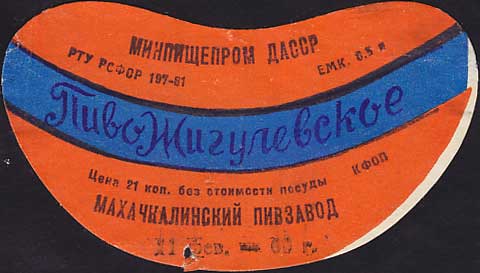 МИНПИЩЕПРОМ ДАССР
РТУ РСФСР 197-61 ЕМК. 0,5 л
Пиво Жигулевское
Цена 21 коп. без стоимости посуды КФОП
МАХАЧКАЛИНСКИЙ ПИВЗАВОД